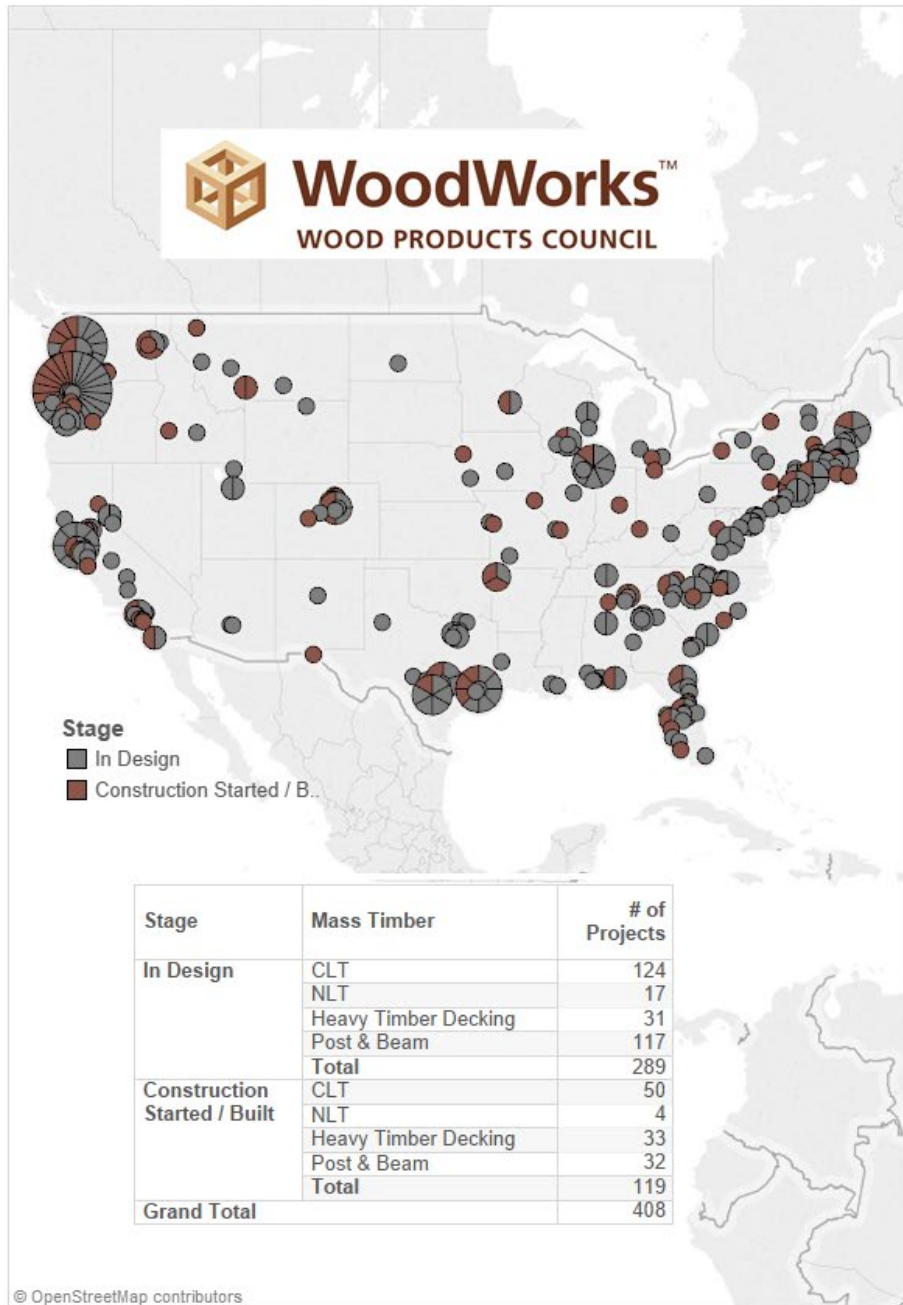 WoodWorks™
WOOD PRODUCTS COUNCIL
Stage
In Design
Construction Started / B..
Stage Mass Timber # of Projects
In Design CLT 124
NLT 17
Heavy Timber Decking 31
Post & Beam 117
Total 289
Construction Started / Built CLT 50
NLT 4
Heavy Timber Decking 33
Post & Beam 32
Total 119
Grand Total 408
© OpenStreetMap contributors